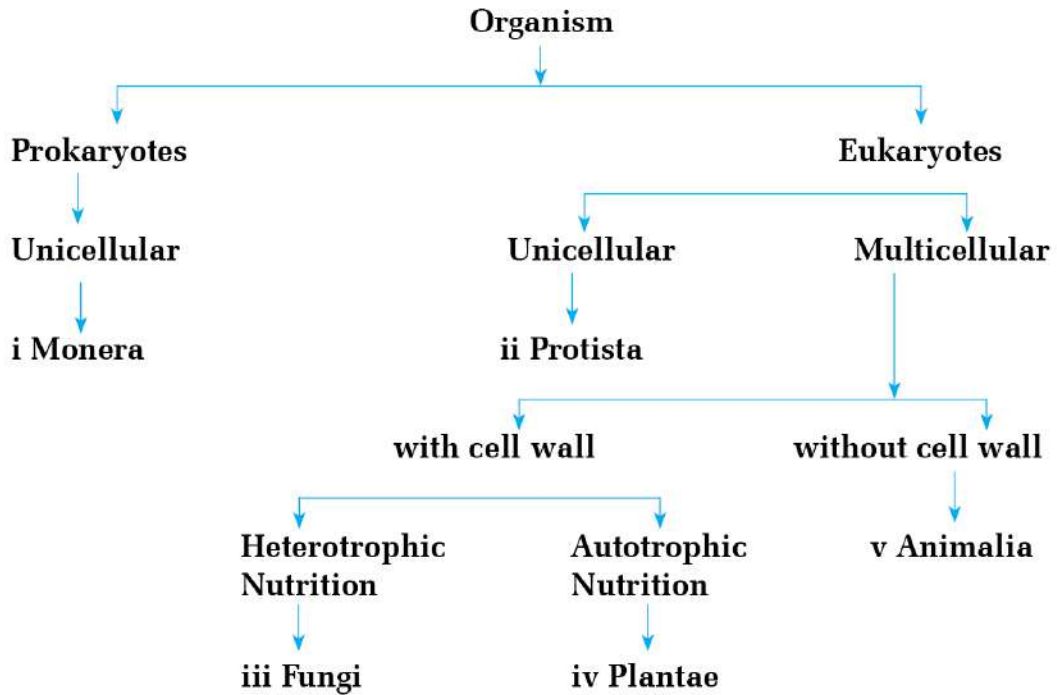 Organism
Prokaryotes
Eukaryotes
Unicellular
Unicellular
Multicellular
i Monera
ii Protista
with cell wall
without cell wall
Heterotrophic
Nutrition
Autotrophic
Nutrition
v Animalia
iii Fungi
iv Plantae